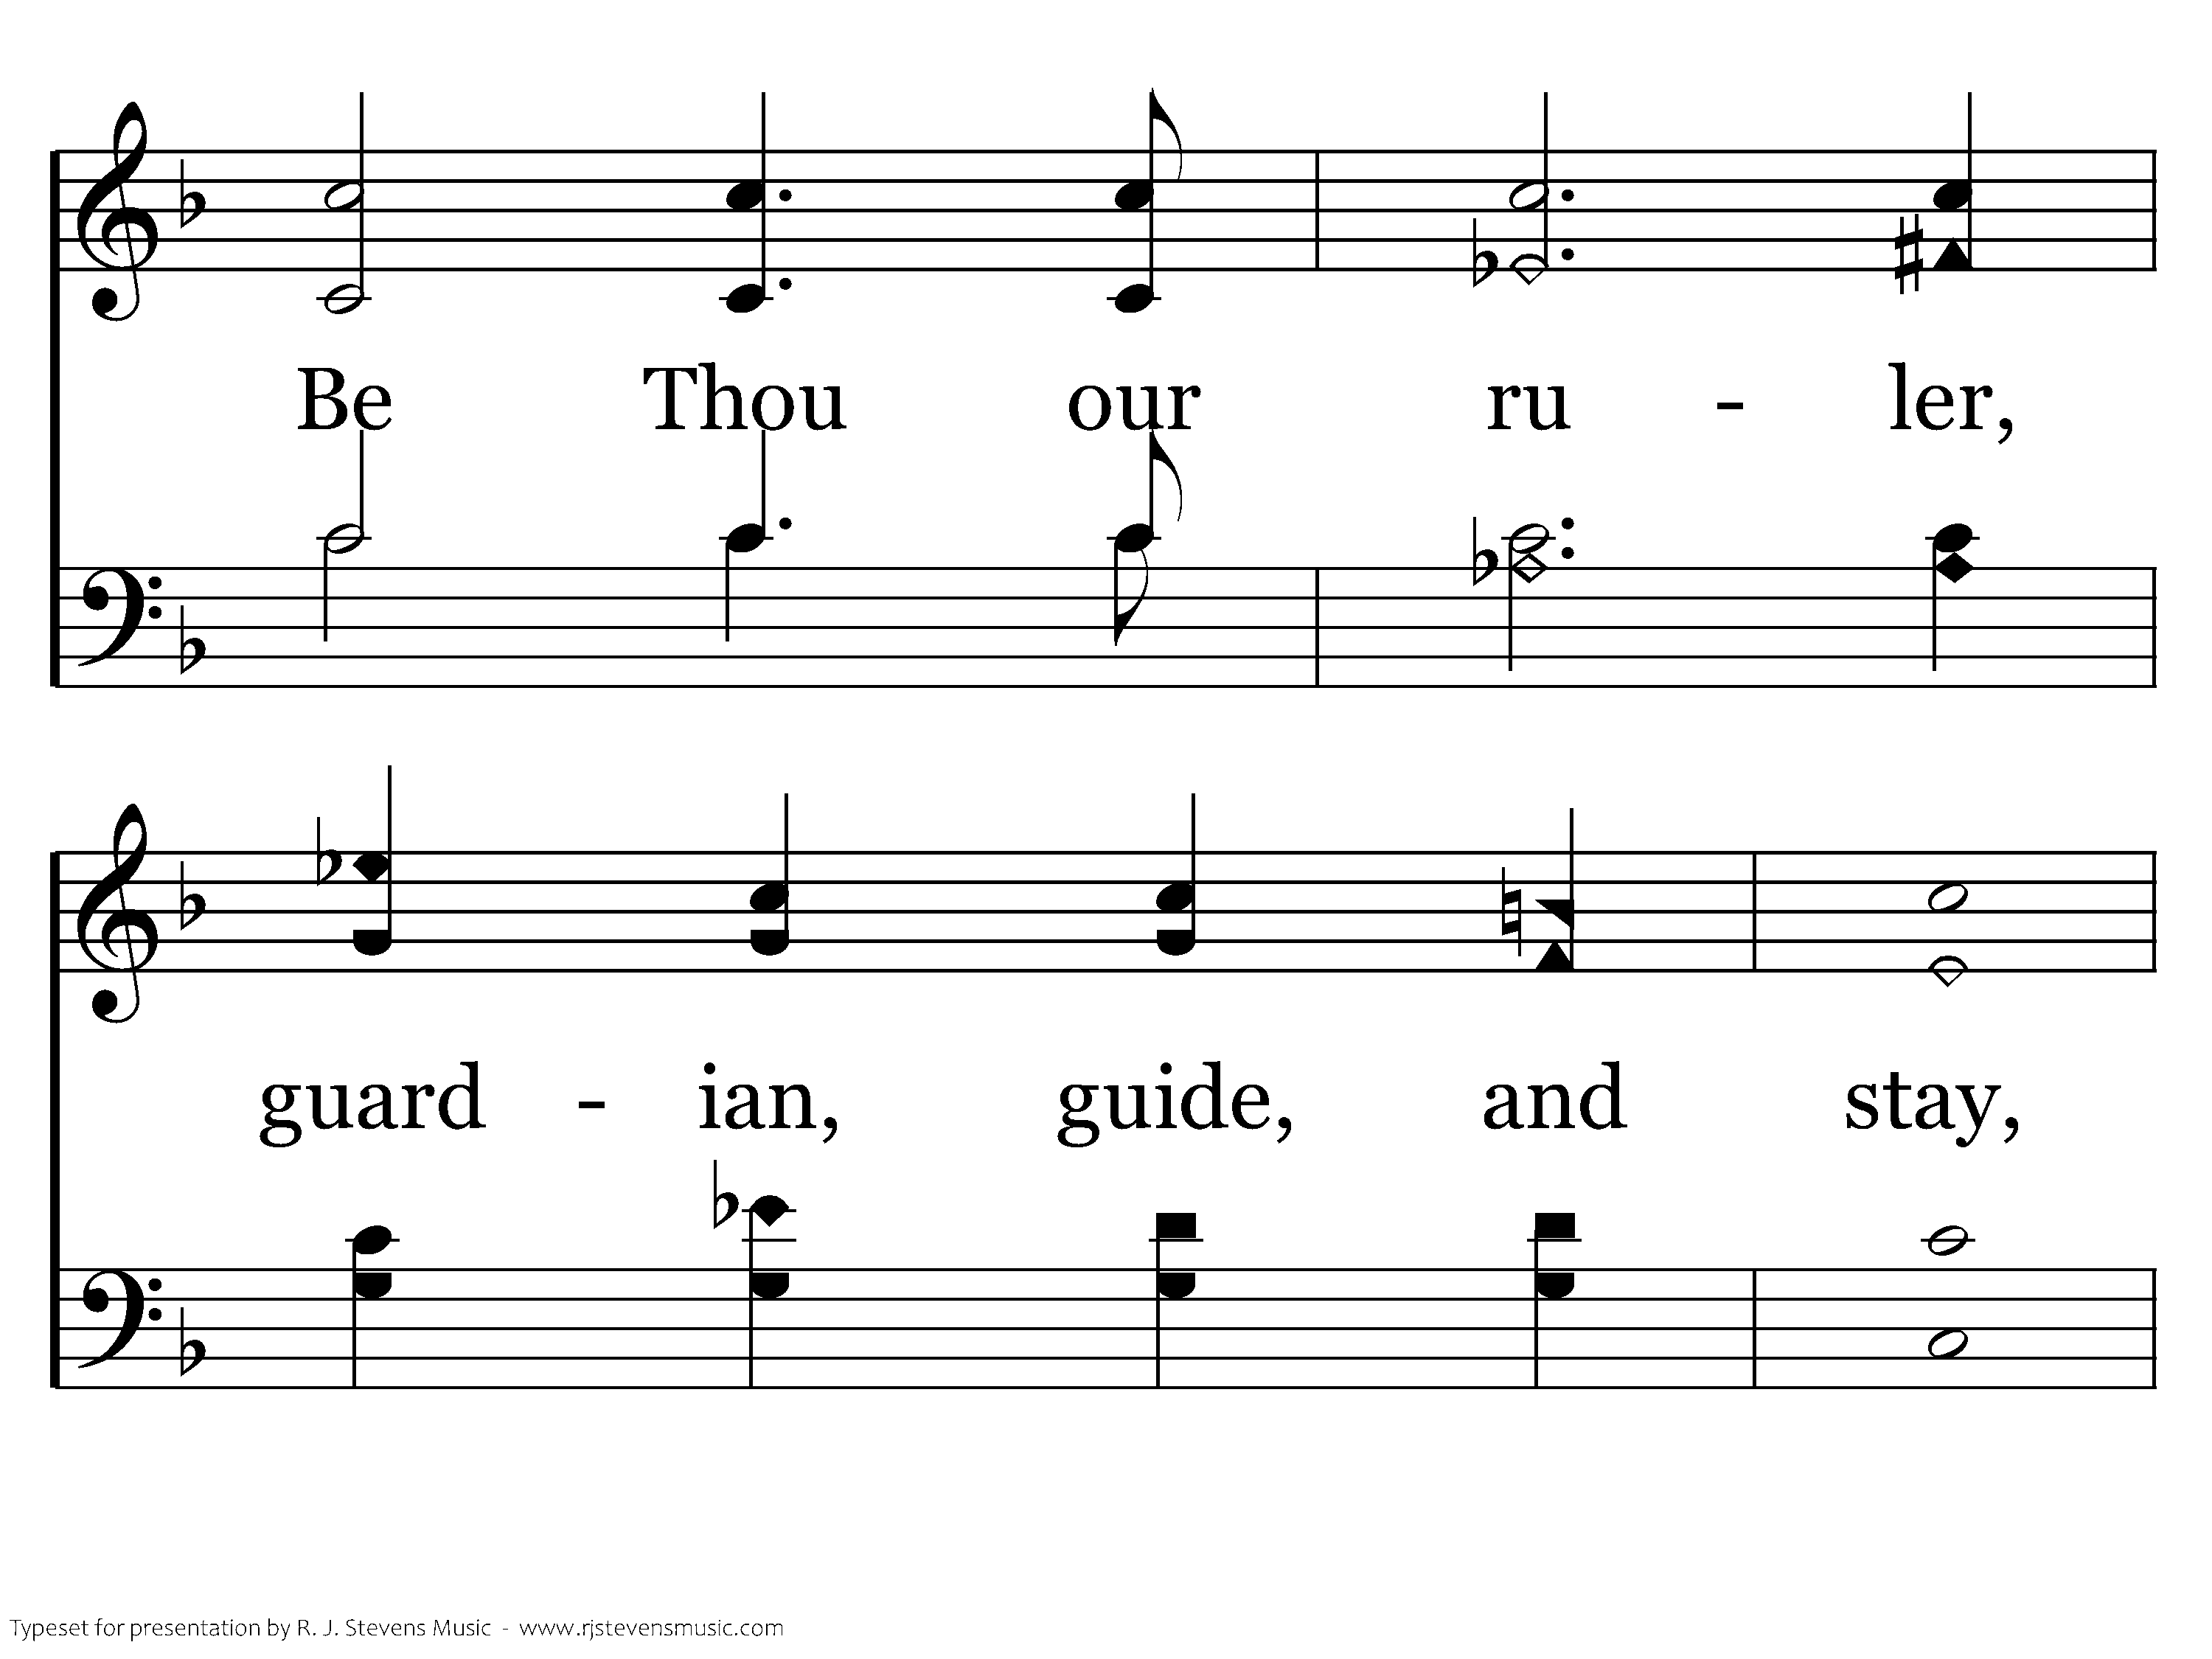 Be Thou our ru - ler,
guard - ian, guide, and stay,
Typeset for presentation by R. J. Stevens Music - www.rjstevensmusic.com